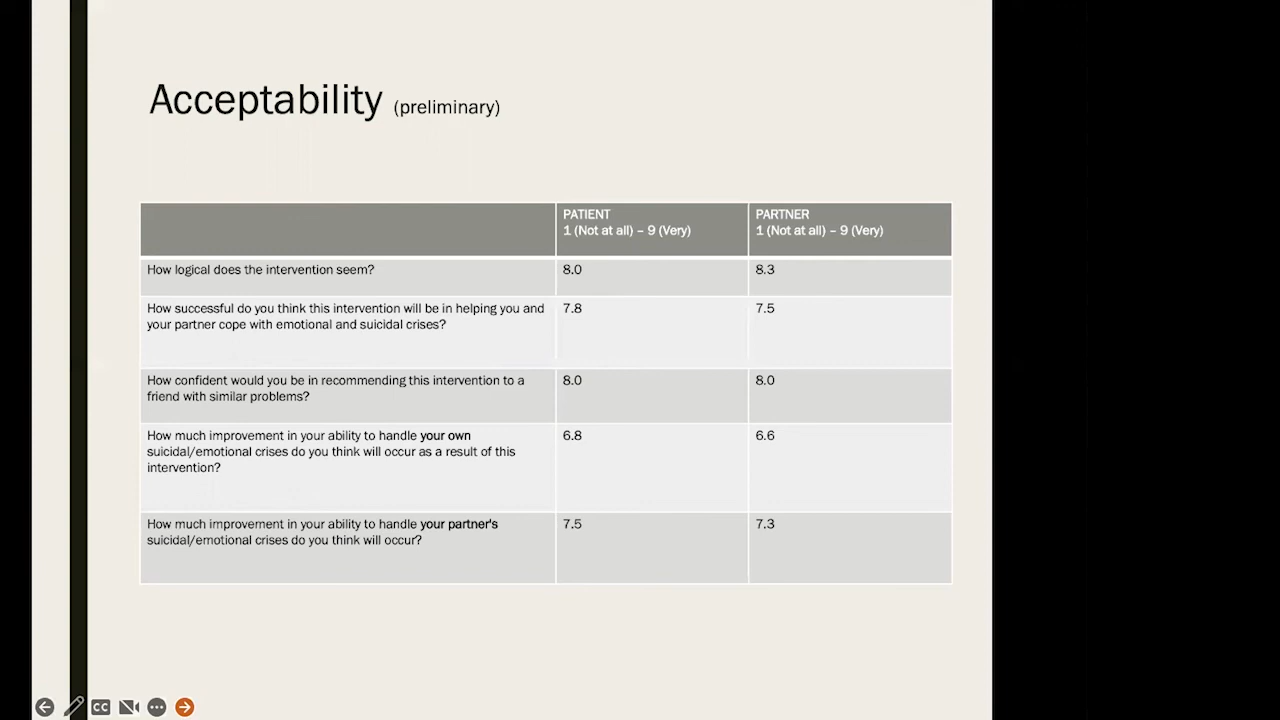 Acceptability (preliminary)
PATIENT
1 (Not at all) – 9 (Very)
PARTNER
1 (Not at all) – 9 (Very)
How logical does the intervention seem?
8.0
8.3
How successful do you think this intervention will be in helping you and
your partner cope with emotional and suicidal crises?
7.8
7.5
How confident would you be in recommending this intervention to a
friend with similar problems?
8.0
8.0
How much improvement in your ability to handle your own
suicidal/emotional crises do you think will occur as a result of this
intervention?
6.8
6.6
How much improvement in your ability to handle your partner's
suicidal/emotional crises do you think will occur?
7.5
7.3
CC